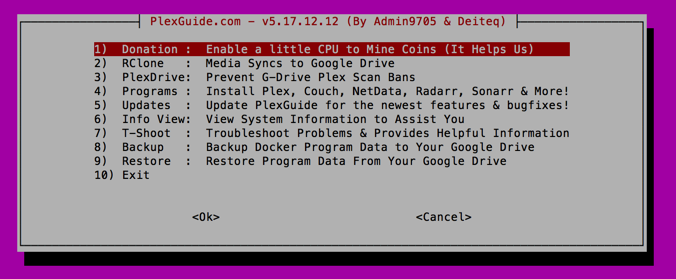 PlexGuide.com - v5.17.12.12 (By Admin9705 & Deiteq)
1) Donation : Enable a little CPU to Mine Coins (It Helps Us)
2) RClone : Media Syncs to Google Drive
3) PlexDrive: Prevent G-Drive Plex Scan Bans
4) Programs : Install Plex, Couch, NetData, Radarr, Sonarr & More!
5) Updates : Update PlexGuide for the newest features & bugfixes!
6) Info View: View System Information to Assist You
7) T-Shoot : Troubleshoot Problems & Provides Helpful Information
8) Backup : Backup Docker Program Data to Your Google Drive
9) Restore : Restore Program Data From Your Google Drive
10) Exit
<Ok> <Cancel>